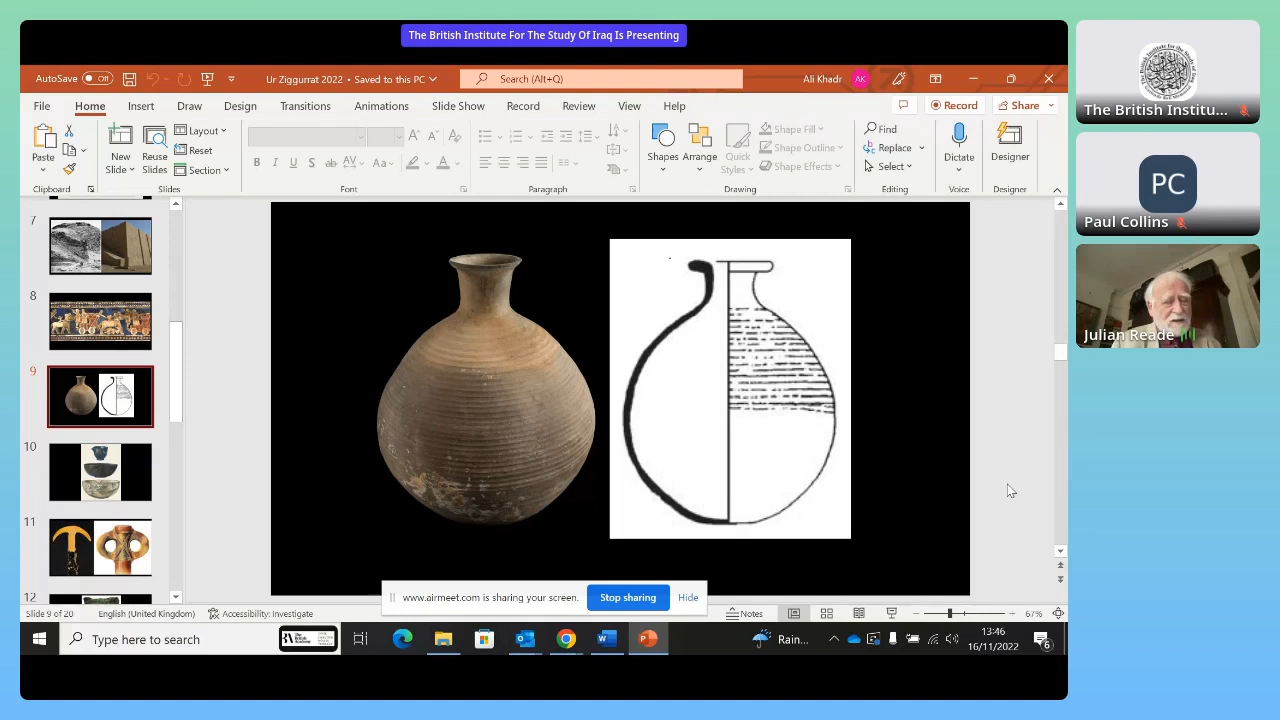 The British Institute For The Study Of Iraq Is Presenting
AutoSave Off
Ur Ziggurat 2022 • Saved to this PC
Search (Alt+Q)
Ali Khadr AK
File Home Insert Draw Design Transitions Animations Slide Show Record Review View Help
Record Share
Paste
New Slide
Reuse Slides
Layout
Reset
Section
Shapes
Arrange
Quick Styles
Shape Fill
Shape Outline
Shape Effects
Find
Replace
Select
Dictate
Designer
Clipboard Slides Font Paragraph Drawing Editing Voice Designer
7
8
9
10
11
12
www.airmeet.com is sharing your screen. Stop sharing Hide
Slide 9 of 20 English (United Kingdom) Accessibility: Investigate Notes 67%
Type here to search
Rain...
13:46
16/11/2022
6
The British Institu...
PC
Paul Collins
Julian Reade